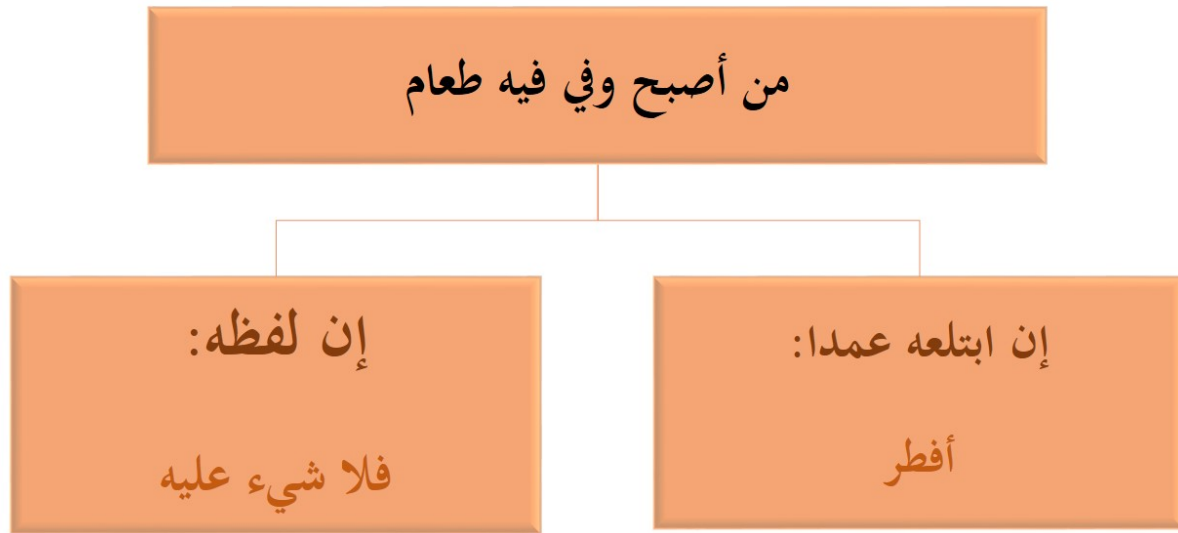 من أصبح وفي فيه طعام
إن ابتلعه عمدا:
أفطر
إن لفظه:
فلا شيء عليه